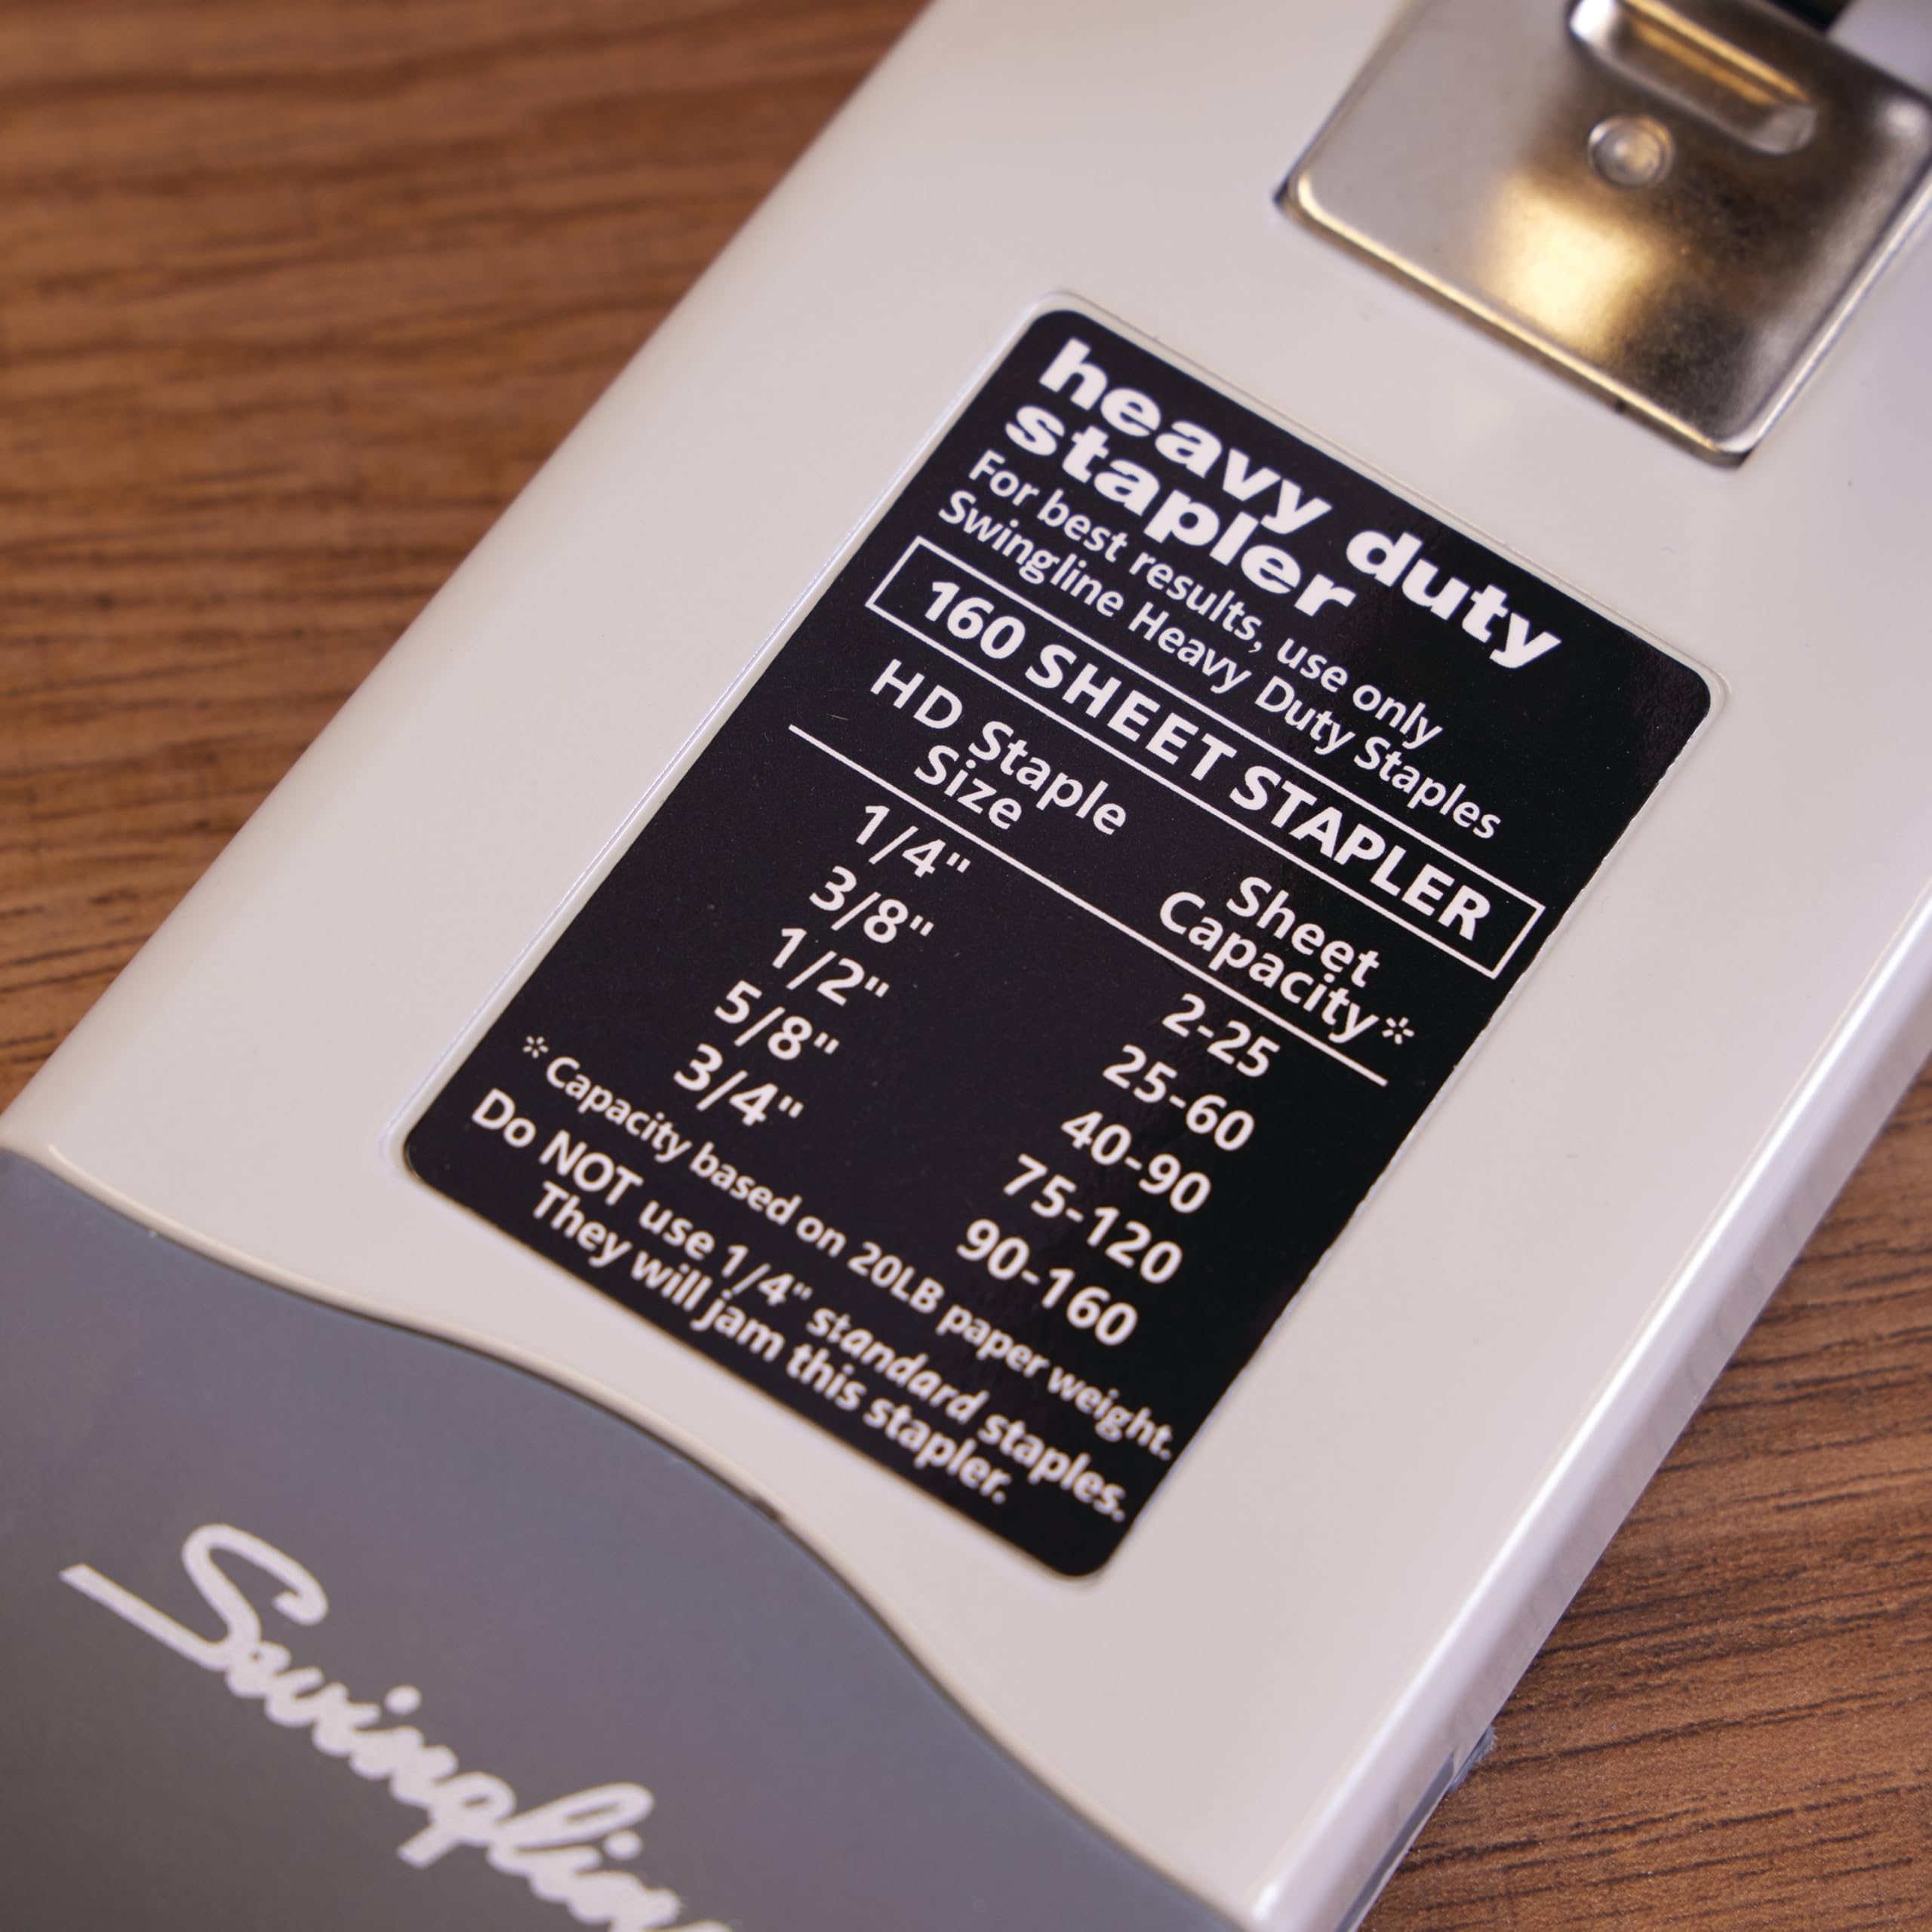 heavy duty
stapler
For best results, use only
Swingline Heavy Duty Staples
160 SHEET STAPLER
HD Staple Size Sheet Capacity*
1/4" 2-25
3/8" 25-60
1/2" 40-90
5/8" 75-120
3/4" 90-160
* Capacity based on 20LB paper weight.
Do NOT use 1/4" standard staples.
They will jam this stapler.
Swingline